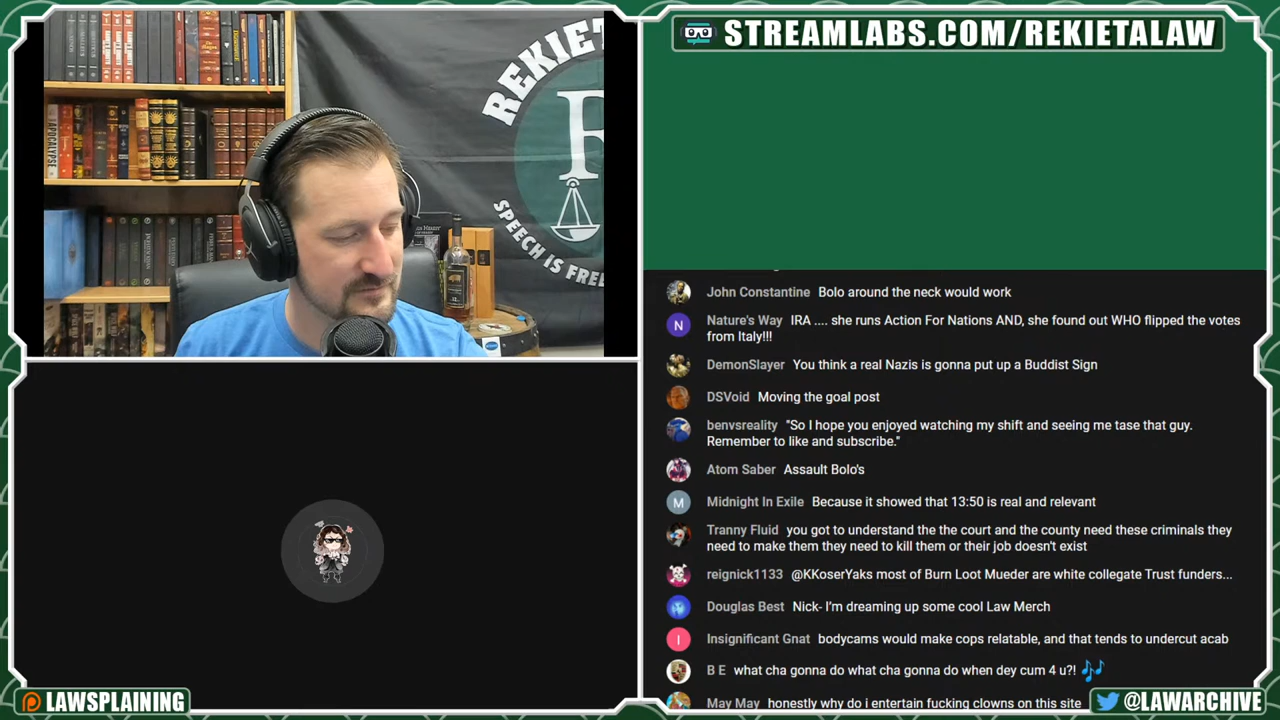 STREAMLABS.COM/REKIETALAW
REKIET
SPEECH IS FREE
John Constantine Bolo around the neck would work
N Nature's Way IRA .... she runs Action For Nations AND, she found out WHO flipped the votes
from Italy!!!
DemonSlayer You think a real Nazis is gonna put up a Buddist Sign
DSVoid Moving the goal post
benvsreality "So I hope you enjoyed watching my shift and seeing me tase that guy.
Remember to like and subscribe."
Atom Saber Assault Bolo's
M Midnight In Exile Because it showed that 13:50 is real and relevant
Tranny Fluid you got to understand the the court and the county need these criminals they
need to make them they need to kill them or their job doesn't exist
reignick1133 @KKoserYaks most of Burn Loot Mueder are white collegate Trust funders...
Douglas Best Nick- I'm dreaming up some cool Law Merch
I Insignificant Gnat bodycams would make cops relatable, and that tends to undercut acab
B E what cha gonna do what cha gonna do when dey cum 4 u?! 🎶
May May honestly why do i entertain fucking clowns on this site
LAWSPLAINING
@LAWARCHIVE